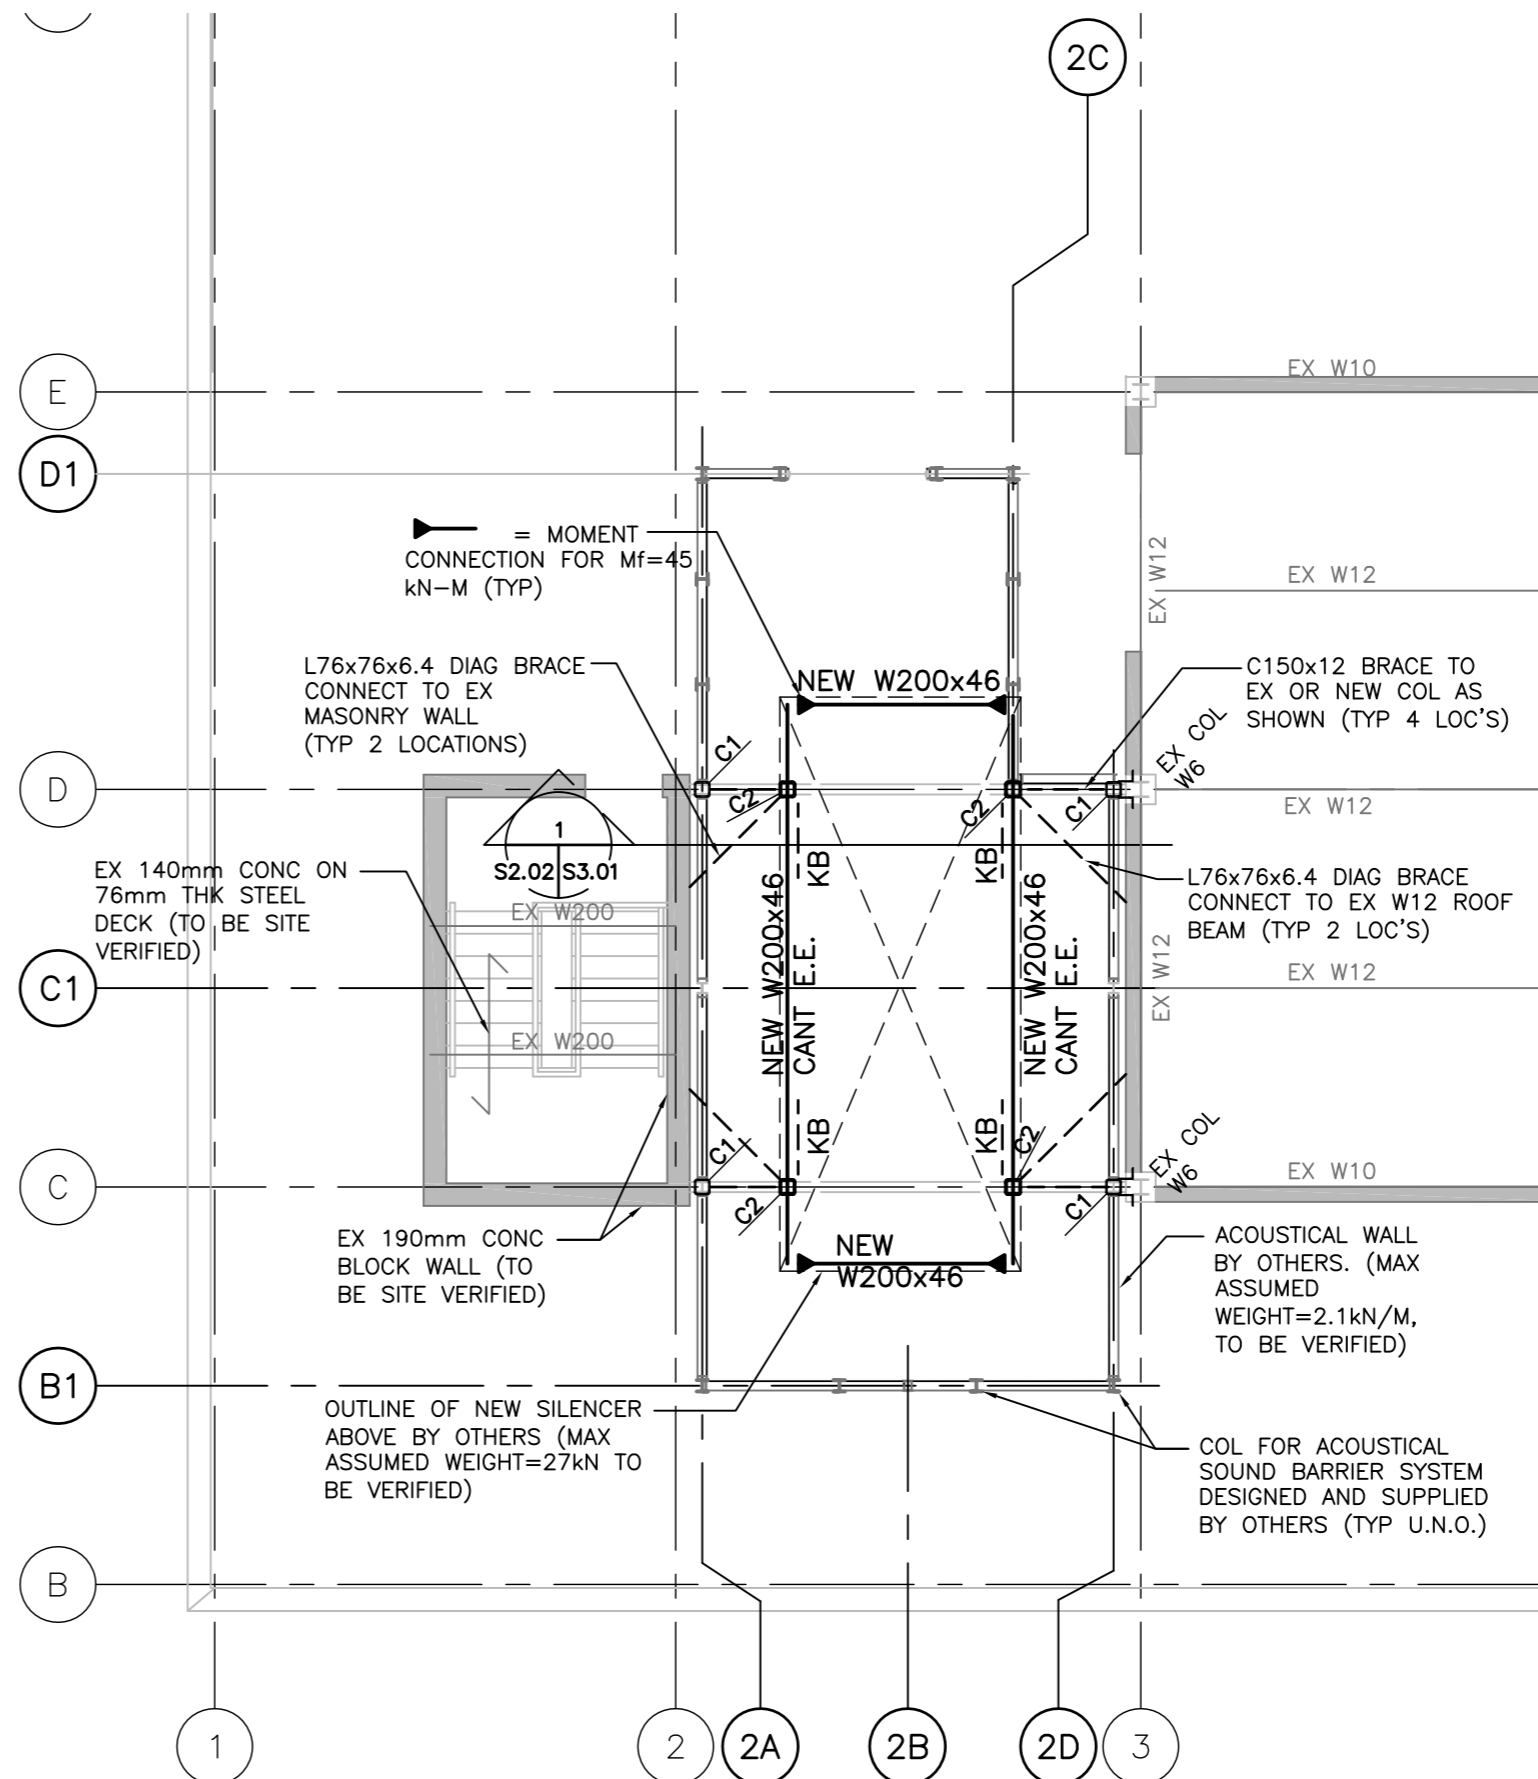 2C
E
EX W10
D1
= MOMENT
CONNECTION FOR Mf=45
kN-M (TYP)
EX W12
EX W12
L76x76x6.4 DIAG BRACE
CONNECT TO EX
MASONRY WALL
(TYP 2 LOCATIONS)
NEW W200x46
C150x12 BRACE TO
EX OR NEW COL AS
SHOWN (TYP 4 LOC'S)
C1
EX COL
W6
D
C2
C2
C1
EX W12
1
S2.02
S3.01
KB
KB
EX 140mm CONC ON
76mm THK STEEL
DECK (TO BE SITE
VERIFIED)
L76x76x6.4 DIAG BRACE
CONNECT TO EX W12 ROOF
BEAM (TYP 2 LOC'S)
EX W200
NEW W200x46
CANT E.E.
NEW W200x46
CANT E.E.
EX W12
C1
EX W12
EX W200
KB
KB
C1
C2
EX COL
W6
C
C2
C1
EX W10
EX 190mm CONC
BLOCK WALL (TO
BE SITE VERIFIED)
NEW
W200x46
ACOUSTICAL WALL
BY OTHERS. (MAX
ASSUMED
WEIGHT=2.1kN/M,
TO BE VERIFIED)
B1
OUTLINE OF NEW SILENCER
ABOVE BY OTHERS (MAX
ASSUMED WEIGHT=27kN TO
BE VERIFIED)
COL FOR ACOUSTICAL
SOUND BARRIER SYSTEM
DESIGNED AND SUPPLIED
BY OTHERS (TYP U.N.O.)
B
1
2
2A
2B
2D
3